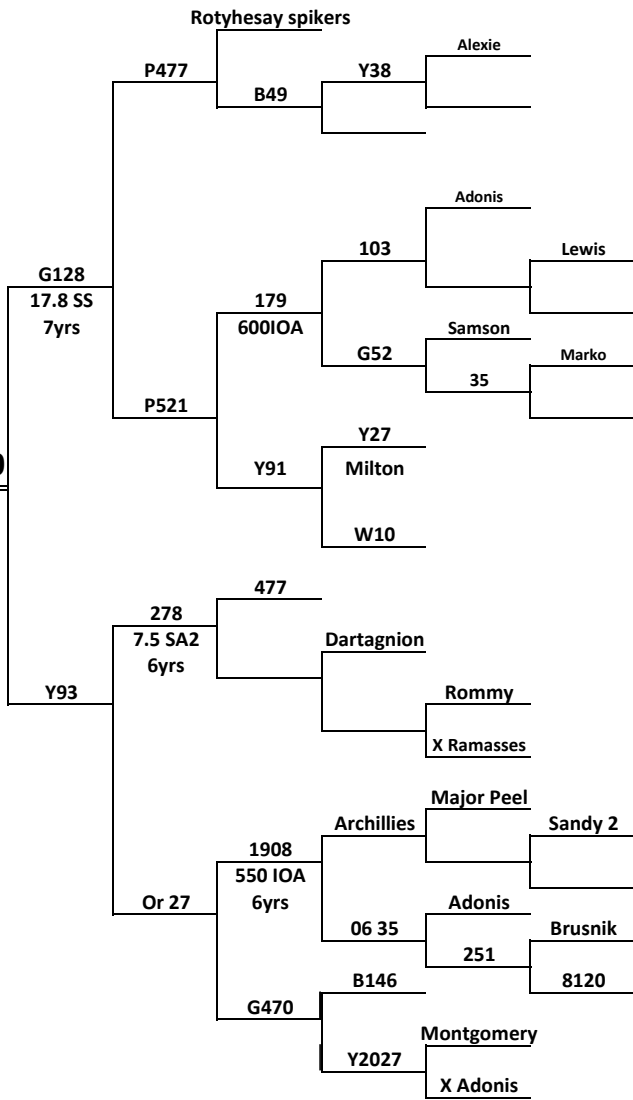 Rotyhesay spikers
Alexie
P477
Y38
B49
Adonis
103
Lewis
G128
17.8 SS
7yrs
179
600IOA
Samson
G52
Marko
35
P521
Y27
Y91
Milton
W10
477
278
7.5 SA2
6yrs
Dartagnion
Y93
Rommy
X Ramasses
Major Peel
Archillies
Sandy 2
1908
550 IOA
6yrs
Or 27
Adonis
06 35
Brusnik
251
B146
8120
G470
Montgomery
Y2027
X Adonis